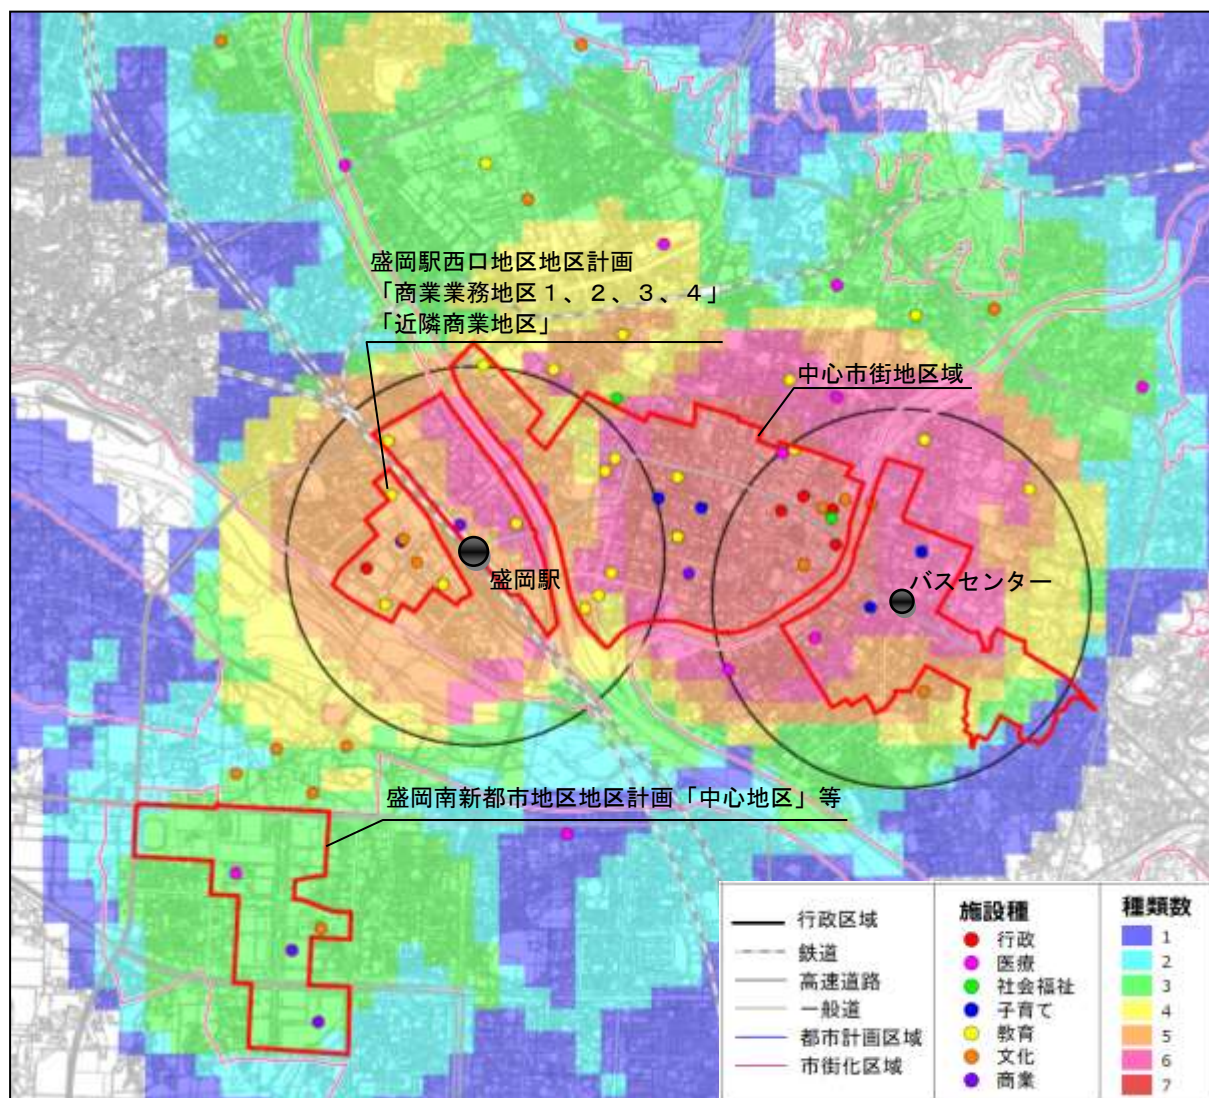 盛岡駅西口地区地区計画
「商業業務地区１、２、３、４」
「近隣商業地区」
中心市街地区域
盛岡駅
バスセンター
盛岡南新都市地区地区計画「中心地区」等
行政区域
鉄道
高速道路
一般道
都市計画区域
市街化区域
施設種
行政
医療
社会福祉
子育て
教育
文化
商業
種類数
1
2
3
4
5
6
7